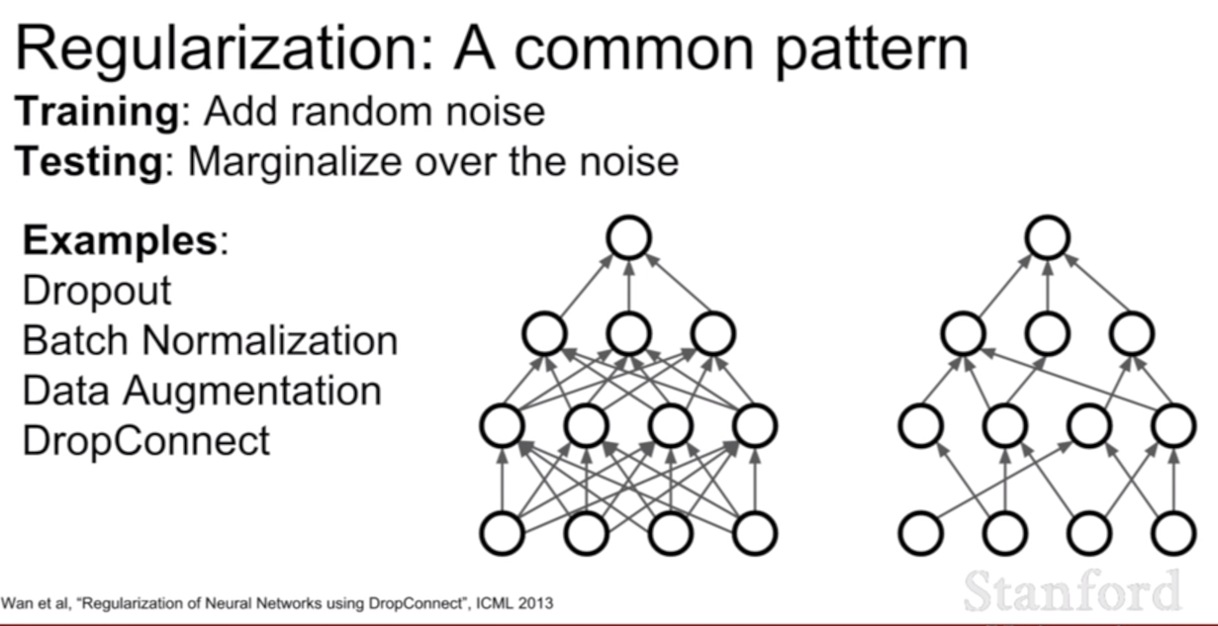 Regularization: A common pattern
Training: Add random noise
Testing: Marginalize over the noise
Examples:
Dropout
Batch Normalization
Data Augmentation
DropConnect
Wan et al, “Regularization of Neural Networks using DropConnect”, ICML 2013
Stanford